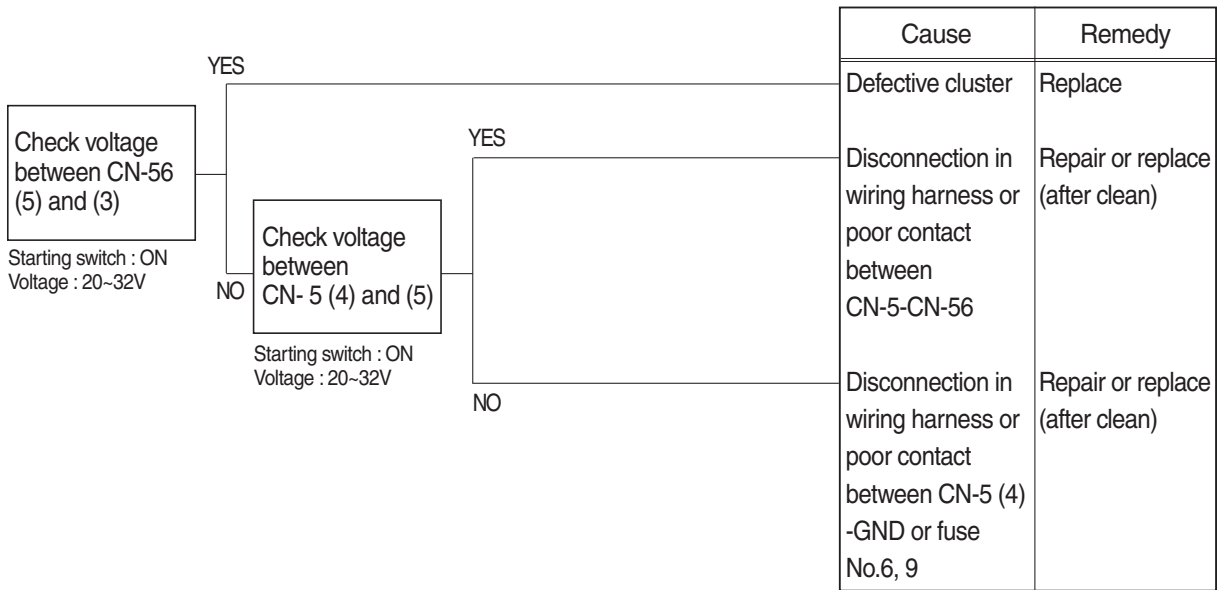 Cause
Remedy
YES
Defective cluster
Replace
Check voltage
between CN-56
(5) and (3)
Starting switch : ON
Voltage : 20~32V
NO
Check voltage
between
CN- 5 (4) and (5)
Starting switch : ON
Voltage : 20~32V
YES
Disconnection in
wiring harness or
poor contact
between
CN-5-CN-56
Repair or replace
(after clean)
NO
Disconnection in
wiring harness or
poor contact
between CN-5 (4)
-GND or fuse
No.6, 9
Repair or replace
(after clean)